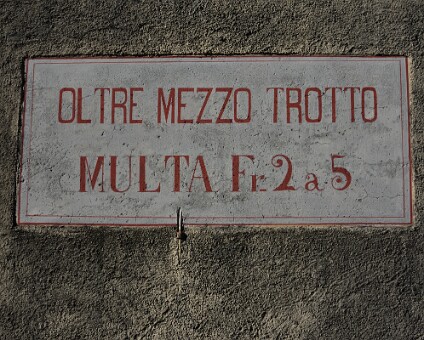 OLTRE MEZZO TROTTO
MULTA Fr. 2 a 5